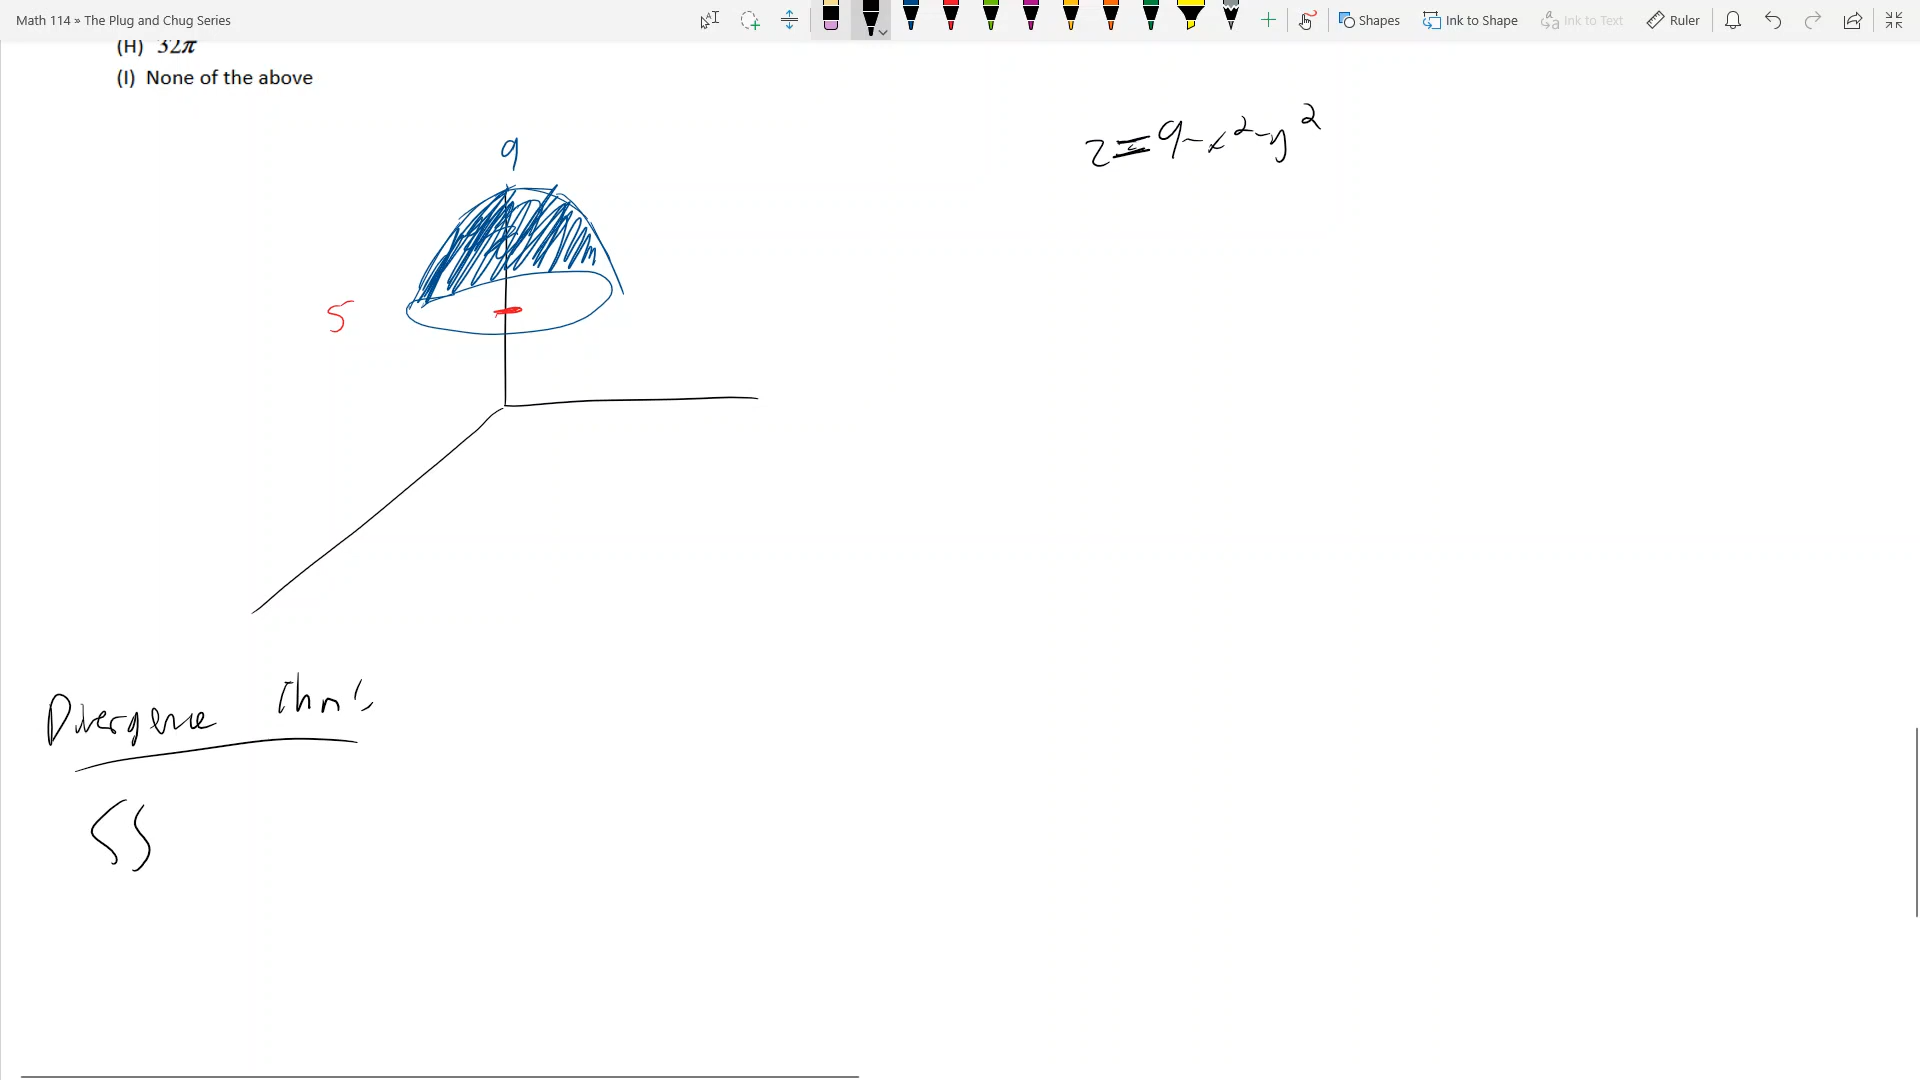 Math 114 » The Plug and Chug Series
Shapes
Ink to Shape
Ink to Text
Ruler
(H) 32π
(I) None of the above
9
z = 9 - x² - y²
5
Divergence Thm:
∫∫